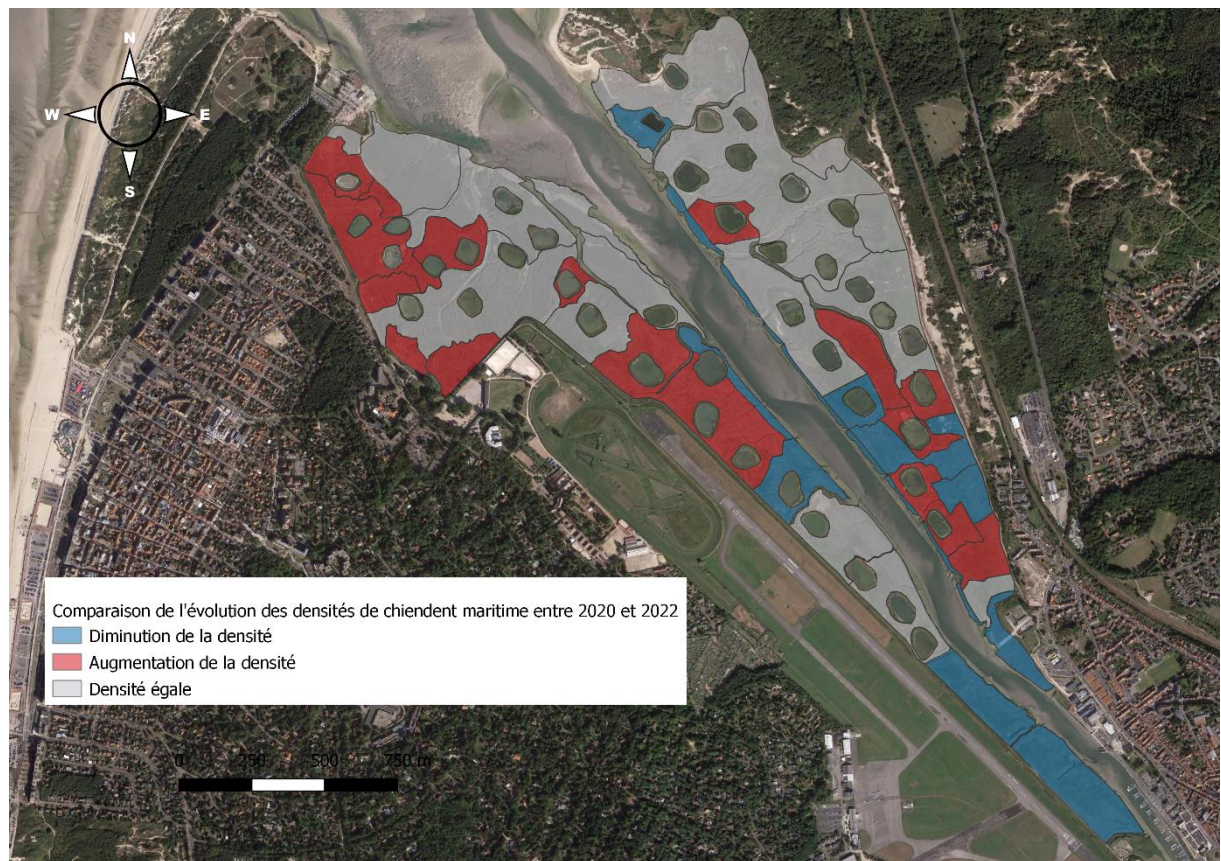 N
W E
S
Comparaison de l'évolution des densités de chiendent maritime entre 2020 et 2022
Diminution de la densité
Augmentation de la densité
Densité égale
0 250 500 750 m